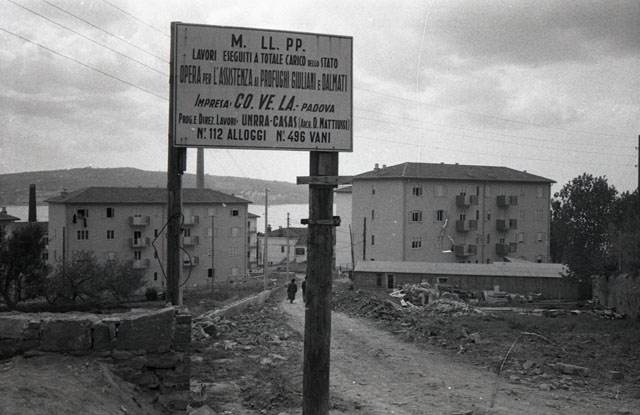 M. LL. PP.
LAVORI ESEGUITI A TOTALE CARICO DELLO STATO
OPERA PER L'ASSISTENZA AI PROFUGHI GIULIANI E DALMATI
IMPRESA · CO. VE. LA. - PADOVA
PROG. E DIREZ. LAVORI: UNRRA-CASAS (ARCH. D. MATTIUSSI)
N° 112 ALLOGGI N° 496 VANI